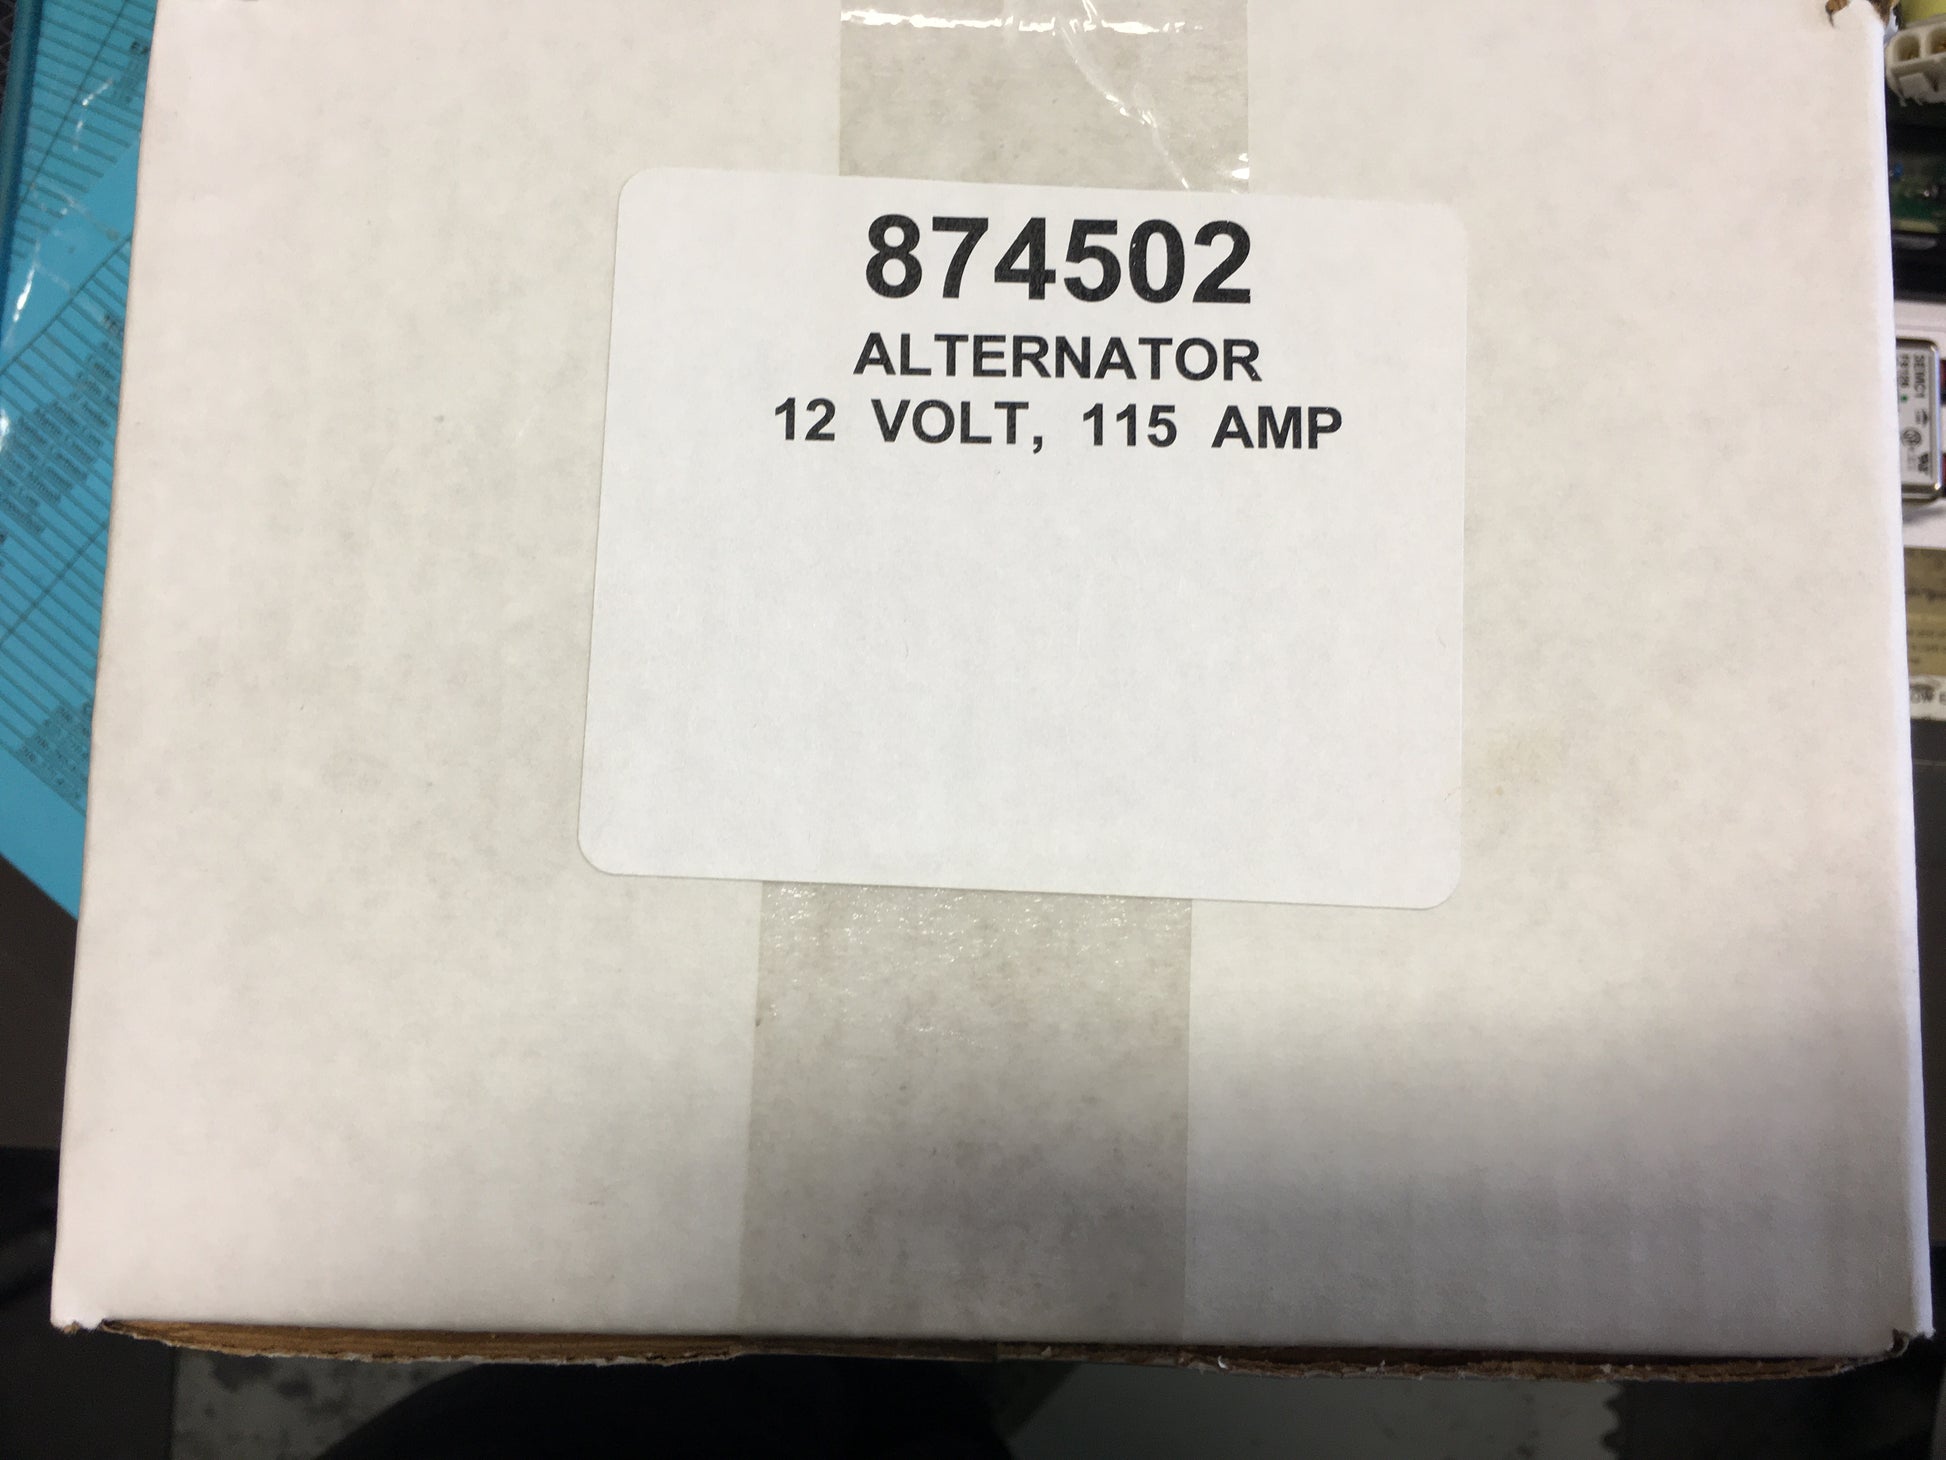 874502
ALTERNATOR
12 VOLT, 115 AMP